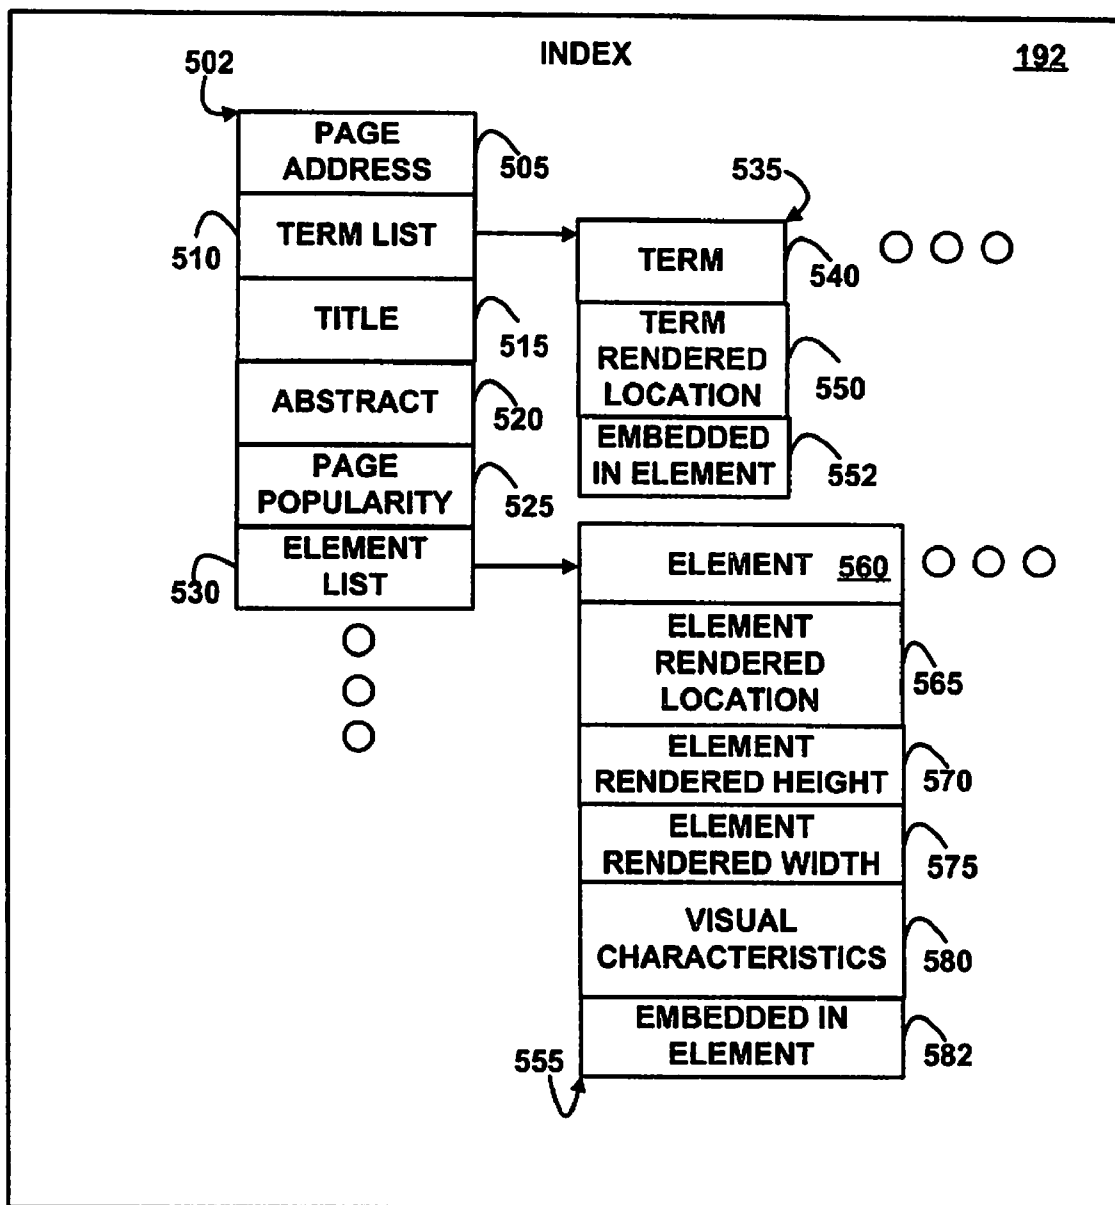 INDEX
192
502
PAGE
ADDRESS
505
535
510
TERM LIST
TERM
540
TITLE
515
TERM
RENDERED
LOCATION
550
ABSTRACT
520
EMBEDDED
IN ELEMENT
552
PAGE
POPULARITY
525
530
ELEMENT
LIST
ELEMENT 560
ELEMENT
RENDERED
LOCATION
565
ELEMENT
RENDERED HEIGHT
570
ELEMENT
RENDERED WIDTH
575
VISUAL
CHARACTERISTICS
580
EMBEDDED IN
ELEMENT
582
555